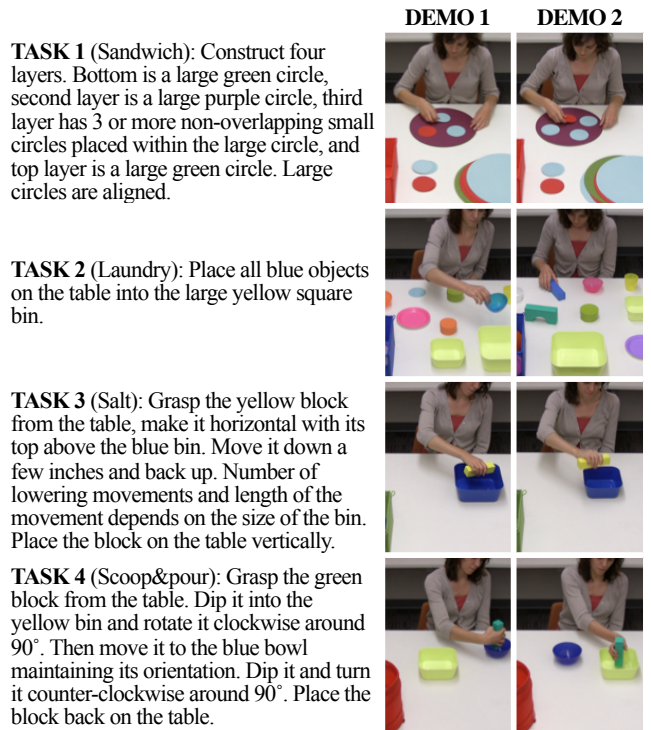 DEMO 1 DEMO 2
TASK 1 (Sandwich): Construct four
layers. Bottom is a large green circle,
second layer is a large purple circle, third
layer has 3 or more non-overlapping small
circles placed within the large circle, and
top layer is a large green circle. Large
circles are aligned.
TASK 2 (Laundry): Place all blue objects
on the table into the large yellow square
bin.
TASK 3 (Salt): Grasp the yellow block
from the table, make it horizontal with its
top above the blue bin. Move it down a
few inches and back up. Number of
lowering movements and length of the
movement depends on the size of the bin.
Place the block on the table vertically.
TASK 4 (Scoop&pour): Grasp the green
block from the table. Dip it into the
yellow bin and rotate it clockwise around
90˚. Then move it to the blue bowl
maintaining its orientation. Dip it and turn
it counter-clockwise around 90˚. Place the
block back on the table.